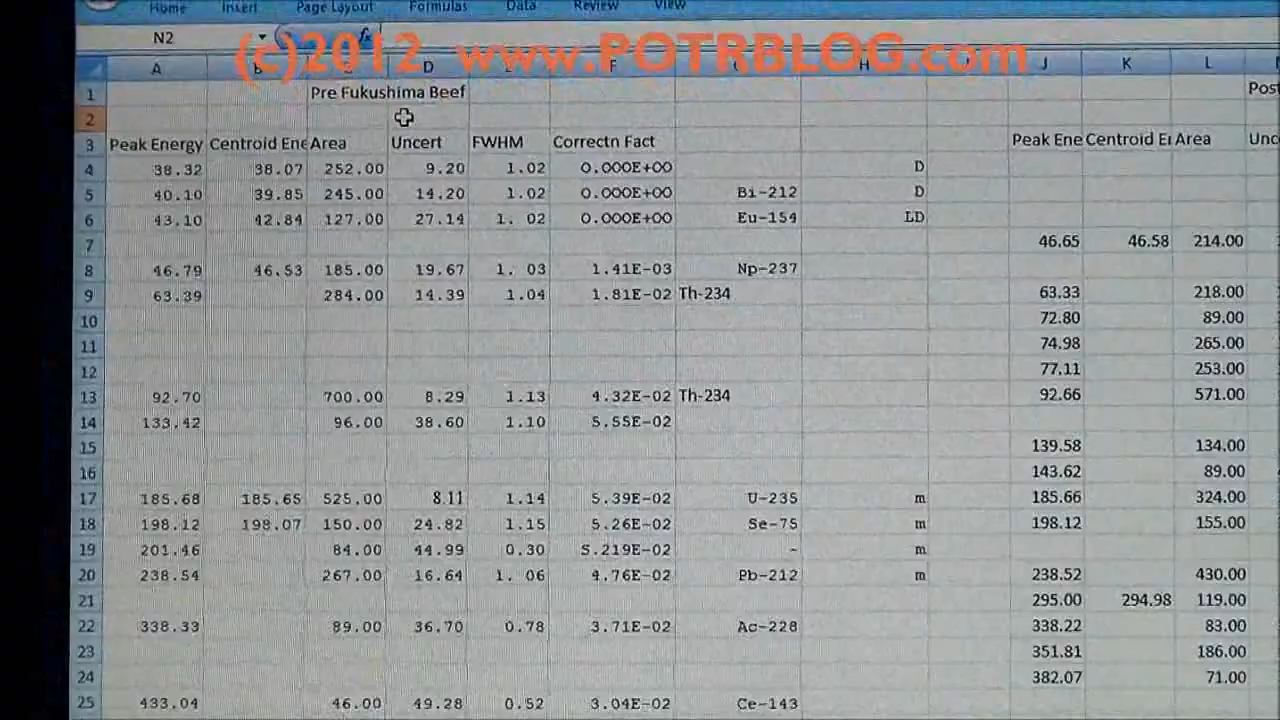 Home Insert Page Layout Formulas Data Review View
N2 fx
(c)2012 www.POTRBLOG.com
A B D F H J K L
1 Pre Fukushima Beef Post
2
3 Peak Energy Centroid Ene Area Uncert FWHM Correctn Fact Peak Ene Centroid Ei Area Unc
4 38.32 38.07 252.00 9.20 1.02 0.000E+00 D
5 40.10 39.85 245.00 14.20 1.02 0.000E+00 Bi-212 D
6 43.10 42.84 127.00 27.14 1. 02 0.000E+00 Eu-154 LD
7 46.65 46.58 214.00
8 46.79 46.53 185.00 19.67 1. 03 1.41E-03 Np-237
9 63.39 284.00 14.39 1.04 1.81E-02 Th-234 63.33 218.00
10 72.80 89.00
11 74.98 265.00
12 77.11 253.00
13 92.70 700.00 8.29 1.13 4.32E-02 Th-234 92.66 571.00
14 133.42 96.00 38.60 1.10 5.55E-02
15 139.58 134.00
16 143.62 89.00
17 185.68 185.65 525.00 8.11 1.14 5.39E-02 U-235 m 185.66 324.00
18 198.12 198.07 150.00 24.82 1.15 5.26E-02 Se-75 m 198.12 155.00
19 201.46 84.00 44.99 0.30 5.219E-02 - m
20 238.54 267.00 16.64 1. 06 4.76E-02 Pb-212 m 238.52 430.00
21 295.00 294.98 119.00
22 338.33 89.00 36.70 0.78 3.71E-02 Ac-228 338.22 83.00
23 351.81 186.00
24 382.07 71.00
25 433.04 46.00 49.28 0.52 3.04E-02 Ce-143